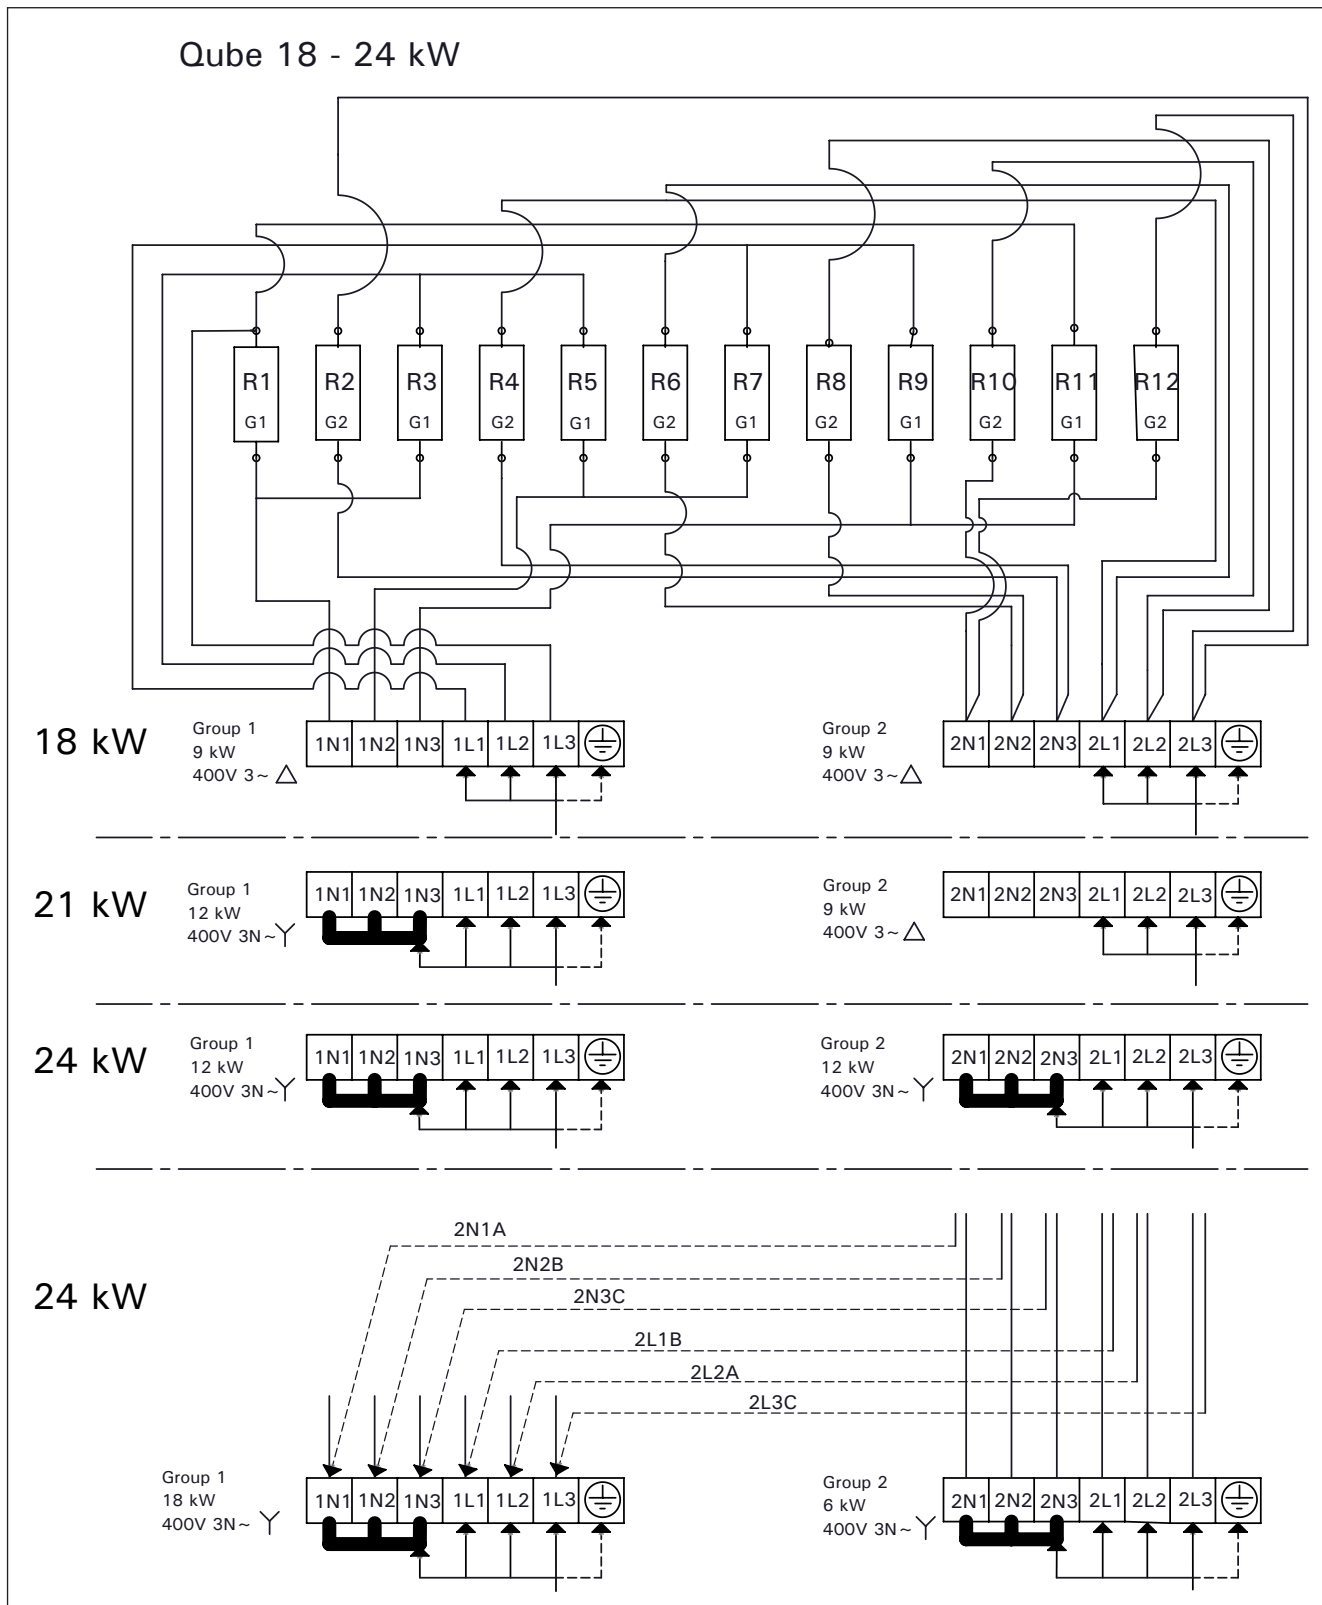 Qube 18 - 24 kW
R1 R2 R3 R4 R5 R6 R7 R8 R9 R10 R11 R12
G1 G2 G1 G2 G1 G2 G1 G2 G1 G2 G1 G2
18 kW
Group 1
9 kW
400V 3~
1N1 1N2 1N3 1L1 1L2 1L3
Group 2
9 kW
400V 3~
2N1 2N2 2N3 2L1 2L2 2L3
21 kW
Group 1
12 kW
400V 3N~
1N1 1N2 1N3 1L1 1L2 1L3
Group 2
9 kW
400V 3~
2N1 2N2 2N3 2L1 2L2 2L3
24 kW
Group 1
12 kW
400V 3N~
1N1 1N2 1N3 1L1 1L2 1L3
Group 2
12 kW
400V 3N~
2N1 2N2 2N3 2L1 2L2 2L3
24 kW
2N1A
2N2B
2N3C
2L1B
2L2A
2L3C
Group 1
18 kW
400V 3N~
1N1 1N2 1N3 1L1 1L2 1L3
Group 2
6 kW
400V 3N~
2N1 2N2 2N3 2L1 2L2 2L3